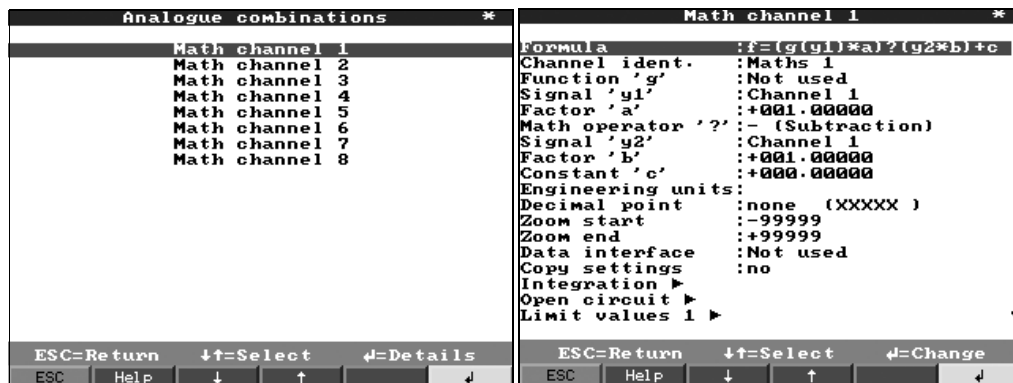 Analogue combinations *
Math channel 1
Math channel 2
Math channel 3
Math channel 4
Math channel 5
Math channel 6
Math channel 7
Math channel 8
ESC=Return ↓↑=Select ↲=Details
ESC Help ↓ ↑ ↲
Math channel 1 *
Formula :f=(g(y1)*a)?(y2*b)+c
Channel ident. :Maths 1
Function 'g' :Not used
Signal 'y1' :Channel 1
Factor 'a' :+001.00000
Math operator '?':- (Subtraction)
Signal 'y2' :Channel 1
Factor 'b' :+001.00000
Constant 'c' :+000.00000
Engineering units:
Decimal point :none (XXXXX )
Zoom start :-99999
Zoom end :+99999
Data interface :Not used
Copy settings :no
Integration ►
Open circuit ►
Limit values 1 ►
ESC=Return ↓↑=Select ↲=Change
ESC Help ↓ ↑ ↲